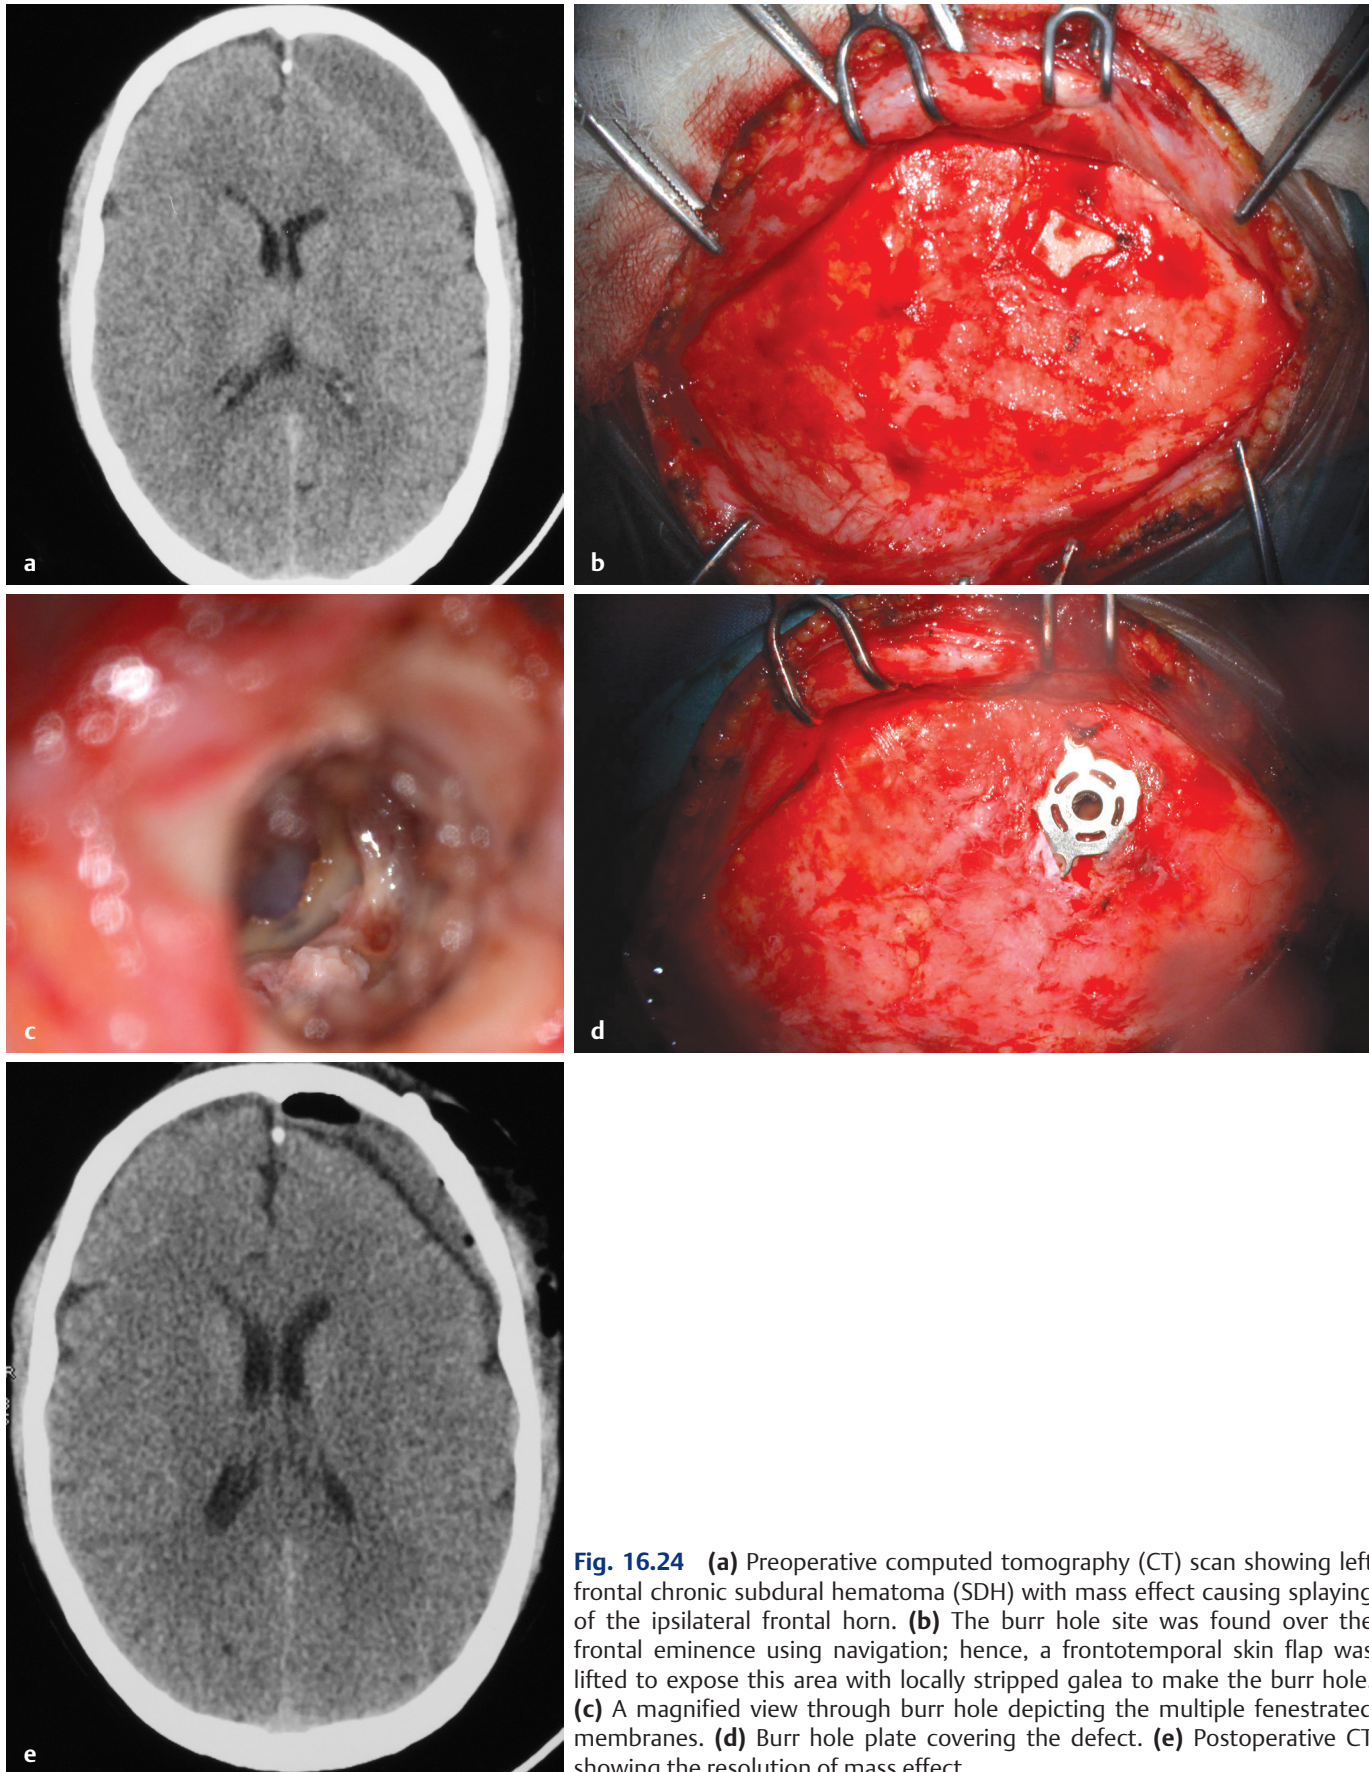 a
b
c
d
e
Fig. 16.24 (a) Preoperative computed tomography (CT) scan showing left
frontal chronic subdural hematoma (SDH) with mass effect causing splaying
of the ipsilateral frontal horn. (b) The burr hole site was found over the
frontal eminence using navigation; hence, a frontotemporal skin flap was
lifted to expose this area with locally stripped galea to make the burr hole.
(c) A magnified view through burr hole depicting the multiple fenestrated
membranes. (d) Burr hole plate covering the defect. (e) Postoperative CT
showing the resolution of mass effect